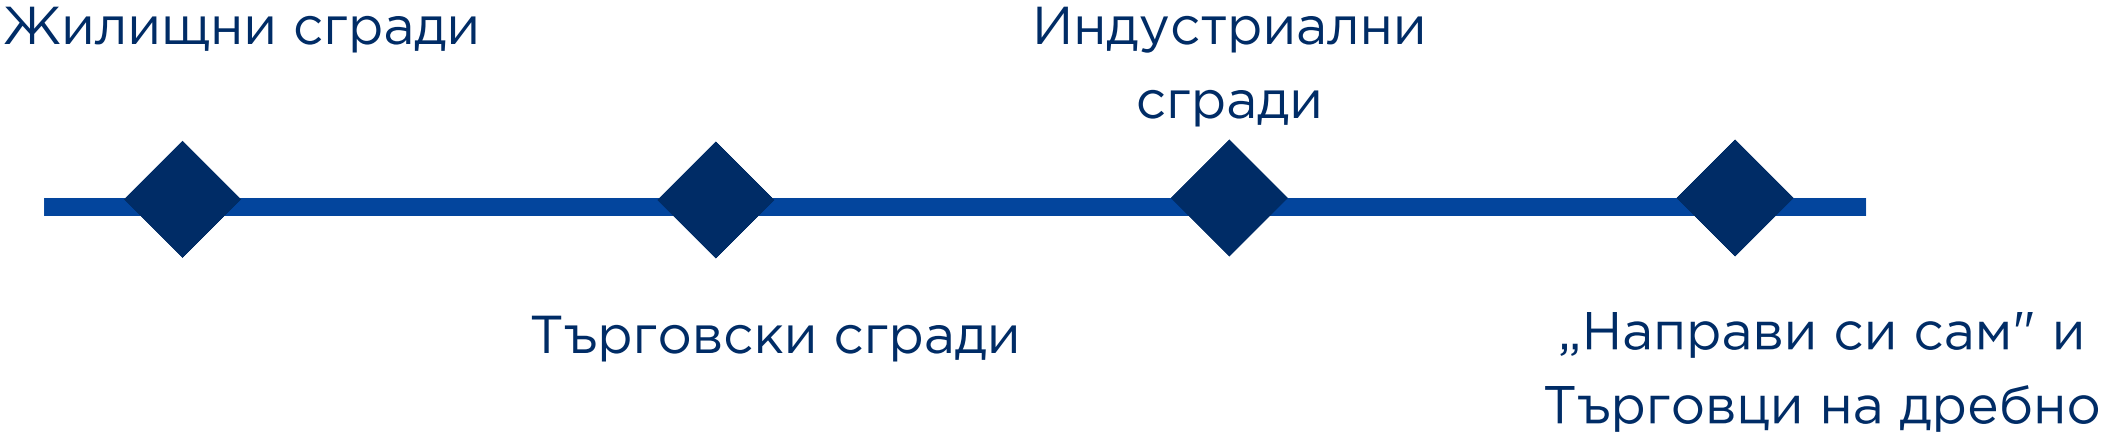 Жилищни сгради
Търговски сгради
Индустриални
сгради
„Направи си сам" и
Търговци на дребно